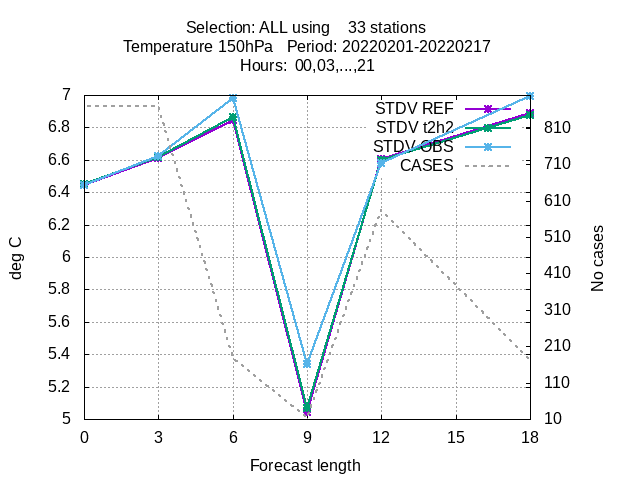 Selection: ALL using    33 stations
Temperature 150hPa   Period: 20220201-20220217
Hours:  00,03,...,21
STDV REF
STDV t2h2
STDV OBS
CASES
7
6.8
6.6
6.4
6.2
6
5.8
5.6
5.4
5.2
5
deg C
810
710
610
510
410
310
210
110
10
No cases
0 3 6 9 12 15 18
Forecast length